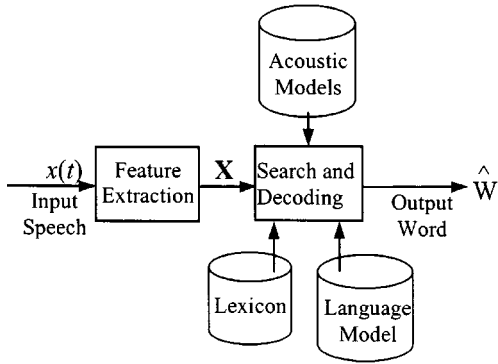 Acoustic
Models
x(t)
Input
Speech
Feature
Extraction
X
Search and
Decoding
Output
Word
Ŵ
Lexicon
Language
Model